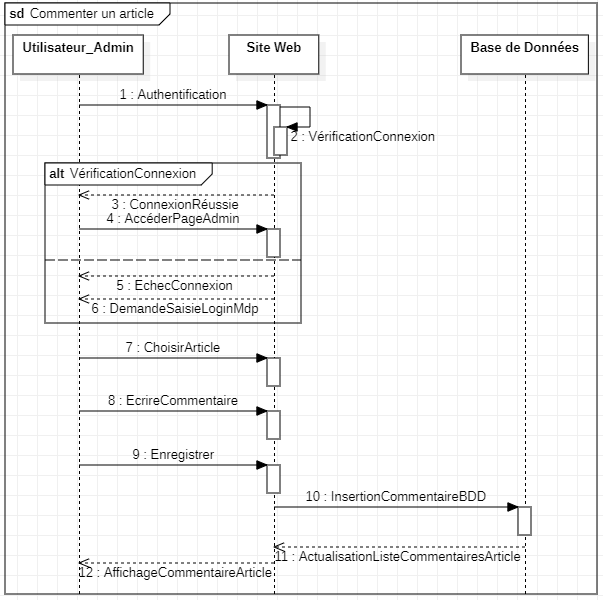 sd Commenter un article
Utilisateur_Admin
Site Web
Base de Données
1 : Authentification
2 : VérificationConnexion
alt VérificationConnexion
3 : ConnexionRéussie
4 : AccéderPageAdmin
5 : EchecConnexion
6 : DemandeSaisieLoginMdp
7 : ChoisirArticle
8 : EcrireCommentaire
9 : Enregistrer
10 : InsertionCommentaireBDD
11 : ActualisationListeCommentairesArticle
12 : AffichageCommentaireArticle